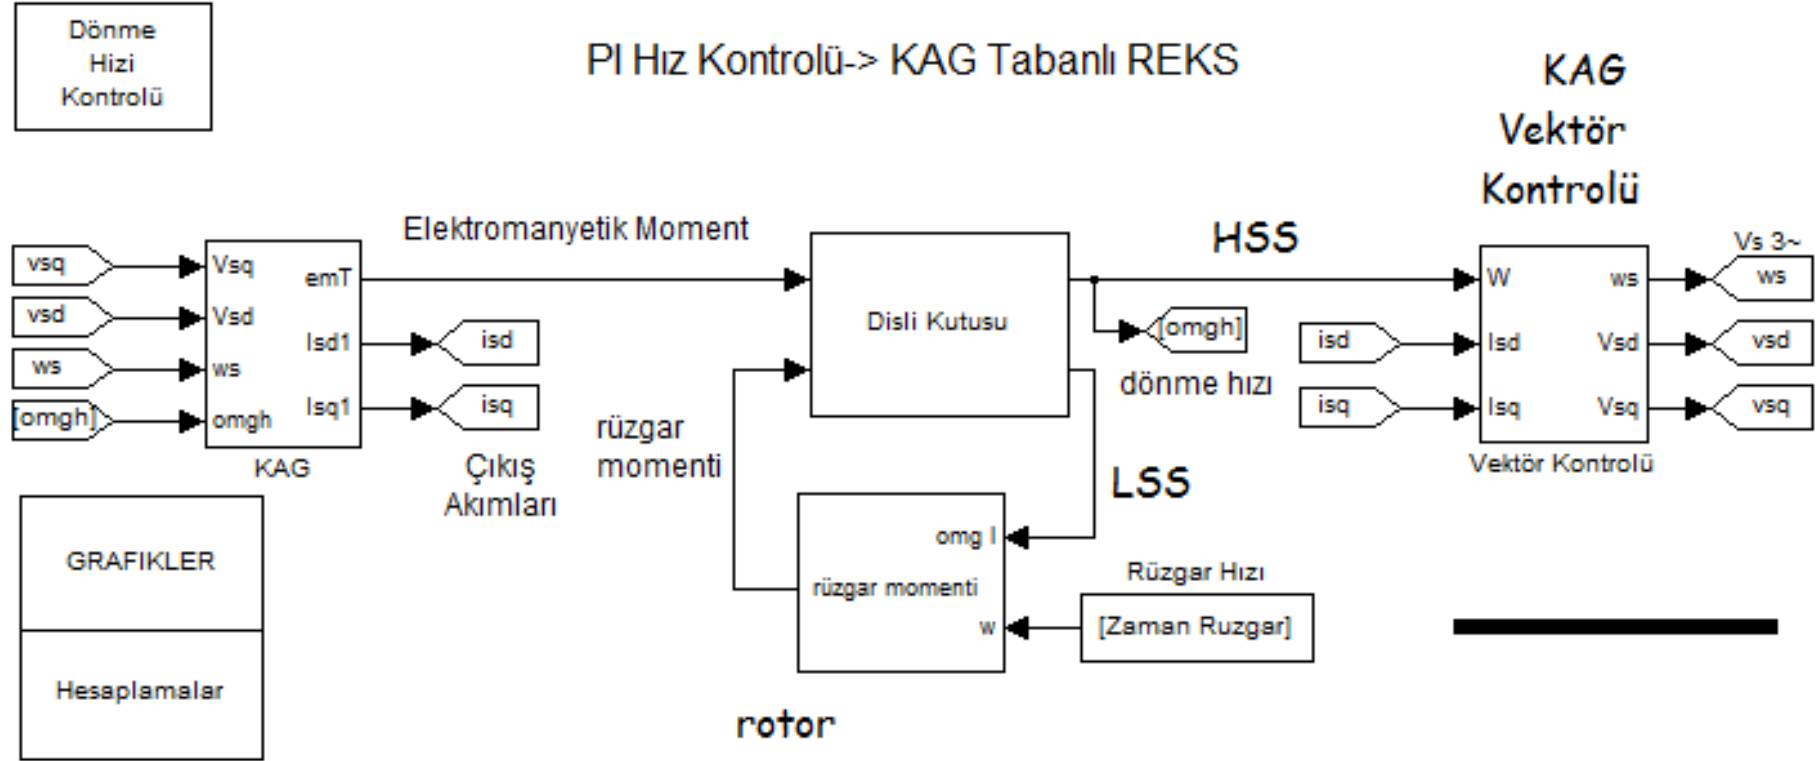 Dönme
Hizi
Kontrolü
PI Hız Kontrolü-> KAG Tabanlı REKS
KAG
Vektör
Kontrolü
vsq
vsd
ws
[omgh]
Vsq
Vsd
ws
omgh
emT
Isd1
Isq1
KAG
Elektromanyetik Moment
isd
isq
Çıkış
Akımları
rüzgar
momenti
Disli Kutusu
HSS
[omgh]
dönme hızı
LSS
isd
isq
W
Isd
Isq
ws
Vsd
Vsq
Vektör Kontrolü
Vs 3~
ws
vsd
vsq
GRAFIKLER
Hesaplamalar
omg l
rüzgar momenti
w
Rüzgar Hızı
[Zaman Ruzgar]
rotor